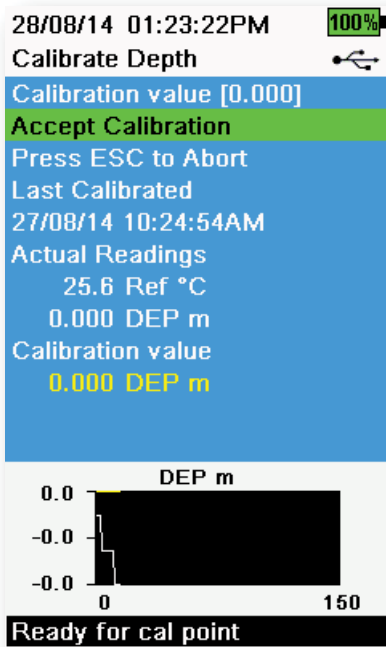 28/08/14 01:23:22PM 100%
Calibrate Depth
Calibration value [0.000]
Accept Calibration
Press ESC to Abort
Last Calibrated
27/08/14 10:24:54AM
Actual Readings
25.6 Ref °C
0.000 DEP m
Calibration value
0.000 DEP m
DEP m
0.0
-0.0
-0.0
0 150
Ready for cal point